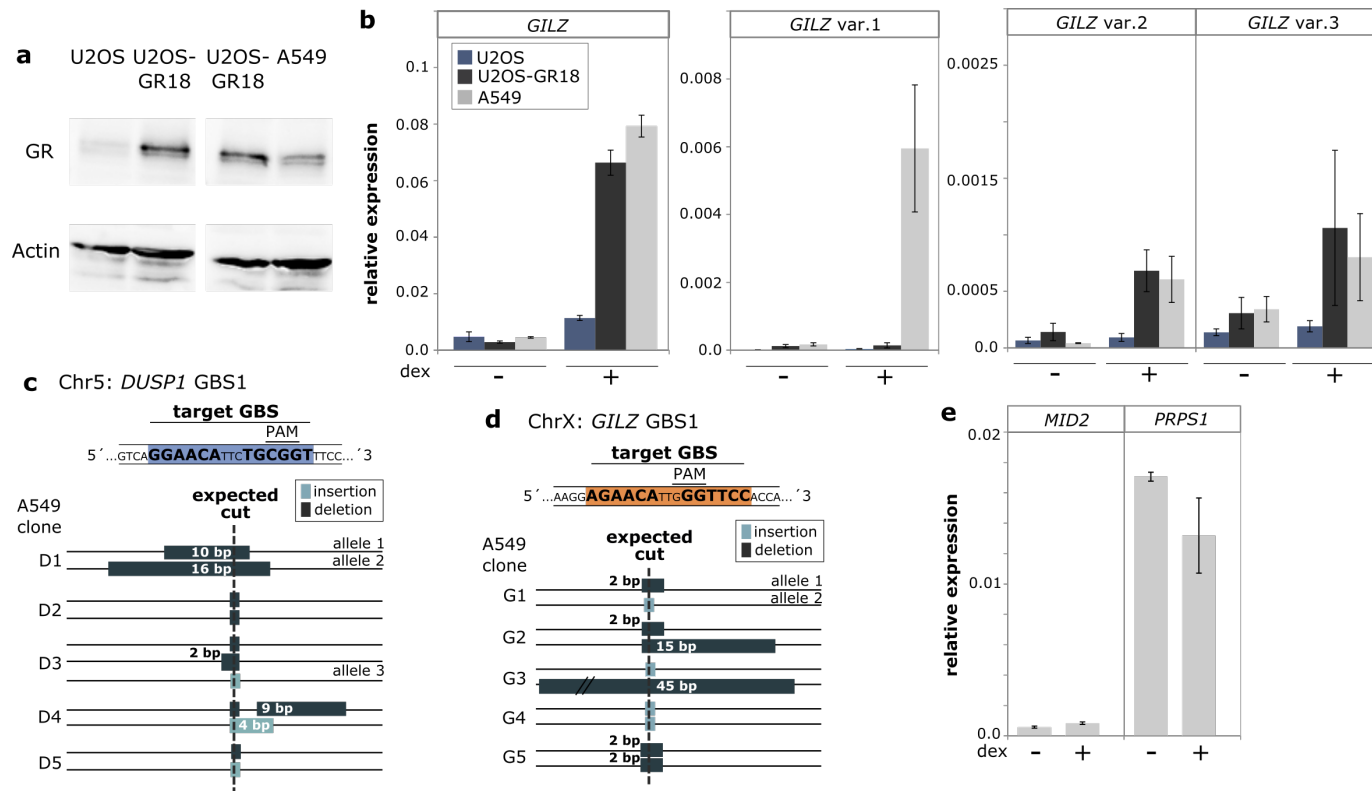 a
U2OS U2OS- U2OS- A549
GR18 GR18
GR
Actin
b
GILZ
GILZ var.1
GILZ var.2
GILZ var.3
U2OS
U2OS-GR18
A549
relative expression
0.1
0.08
0.06
0.04
0.02
0.0
0.008
0.006
0.004
0.002
0.0
0.0025
0.0015
0.0005
0.0
dex - + - + - + - +
c Chr5: DUSP1 GBS1
target GBS
PAM
5´...GTCAGGAACATTCTGCGGTTTCC...´3
insertion
deletion
expected
cut
A549
clone
D1
10 bp
allele 1
16 bp
allele 2
D2
D3
2 bp
allele 3
D4
9 bp
4 bp
D5
d ChrX: GILZ GBS1
target GBS
PAM
5´...AAGGAGAACATTGGGTTCCACCA...´3
insertion
deletion
expected
cut
A549
clone
G1
2 bp
allele 1
allele 2
G2
2 bp
15 bp
G3
45 bp
G4
G5
2 bp
2 bp
e
MID2
PRPS1
relative expression
0.02
0.01
0.0
dex - + - +